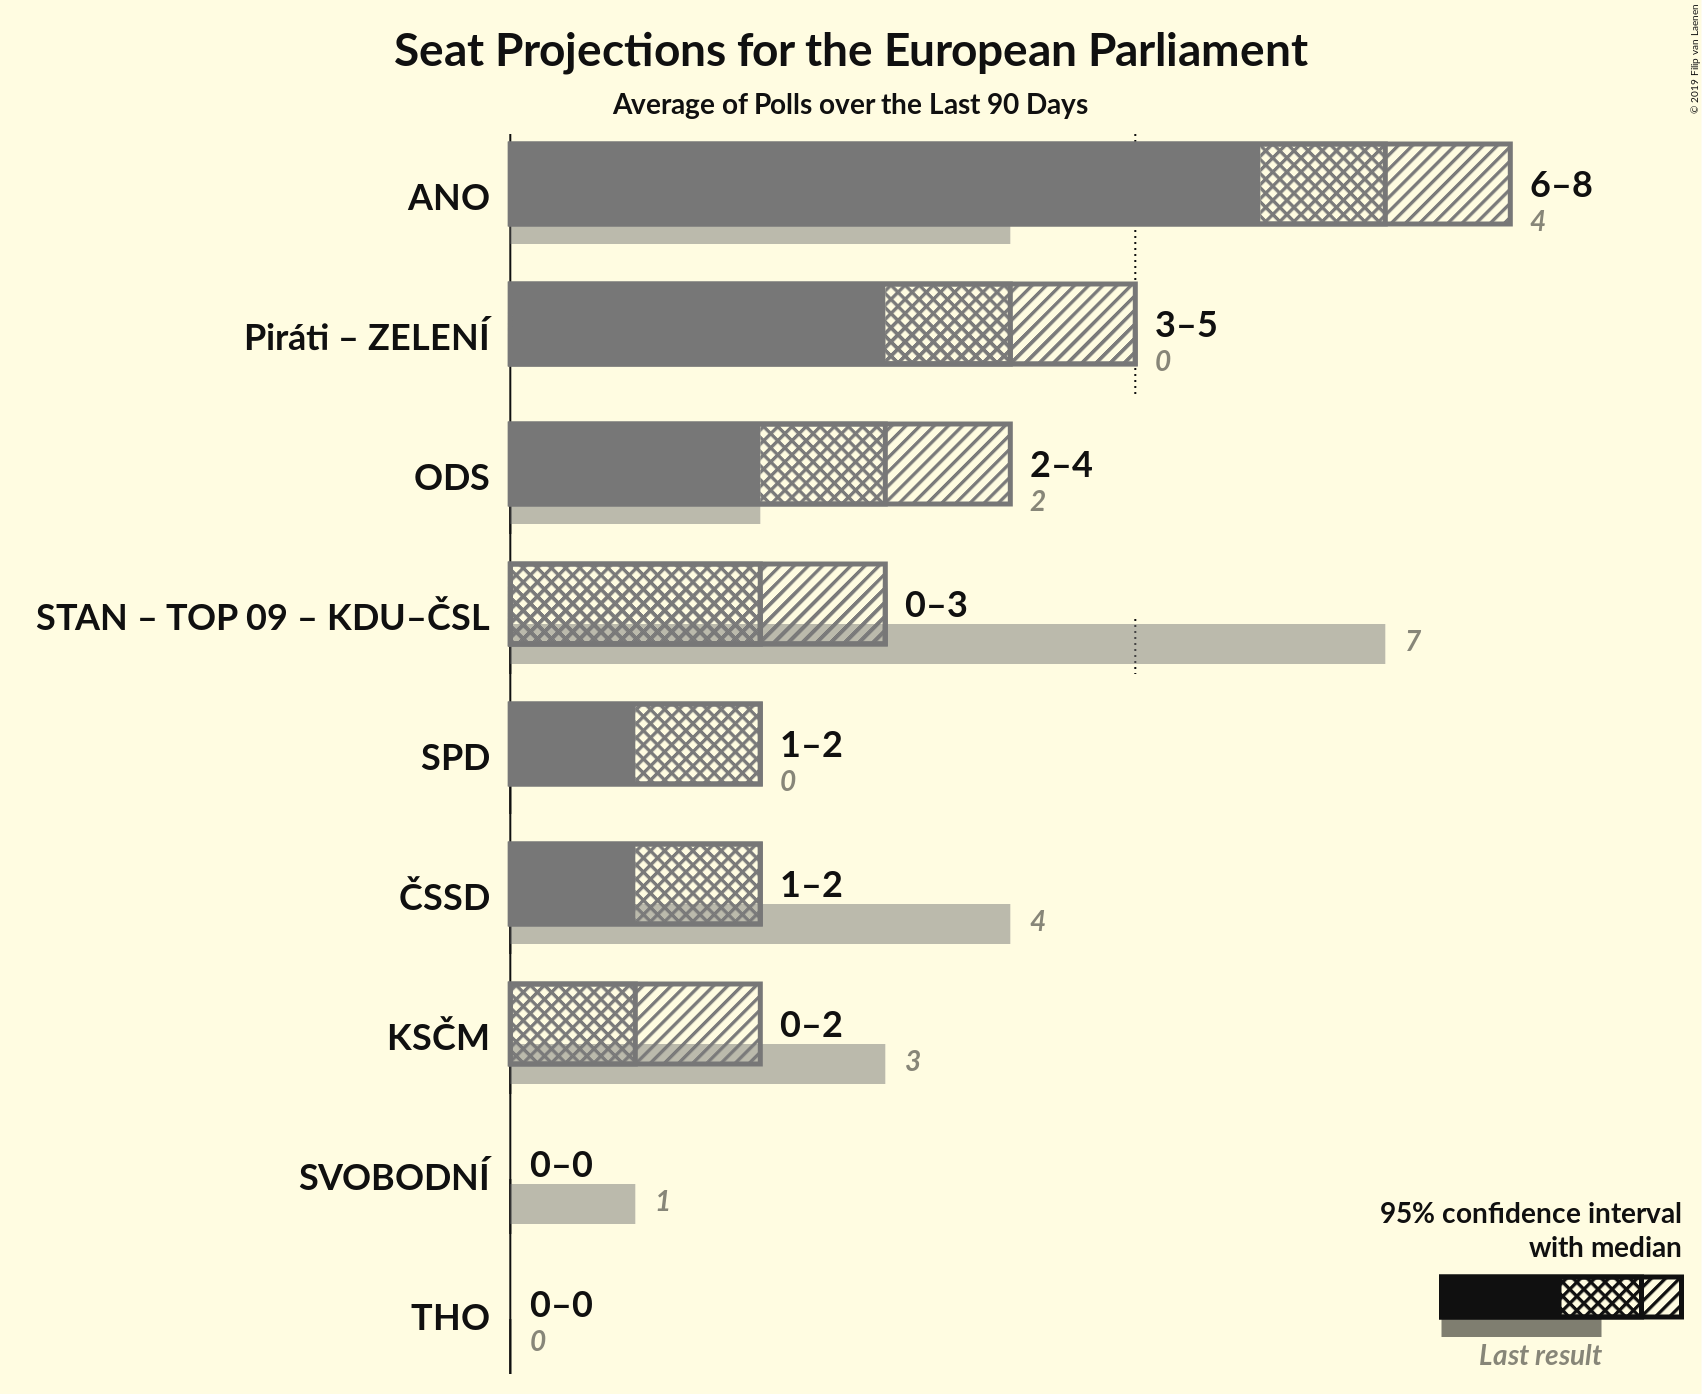 Seat Projections for the European Parliament
Average of Polls over the Last 90 Days
© 2019 Filip van Laenen
ANO
6–8
4
Piráti – ZELENÍ
3–5
0
ODS
2–4
2
STAN – TOP 09 – KDU–ČSL
0–3
7
SPD
1–2
0
ČSSD
1–2
4
KSČM
0–2
3
SVOBODNÍ
0–0
1
THO
0–0
0
95% confidence interval
with median
Last result